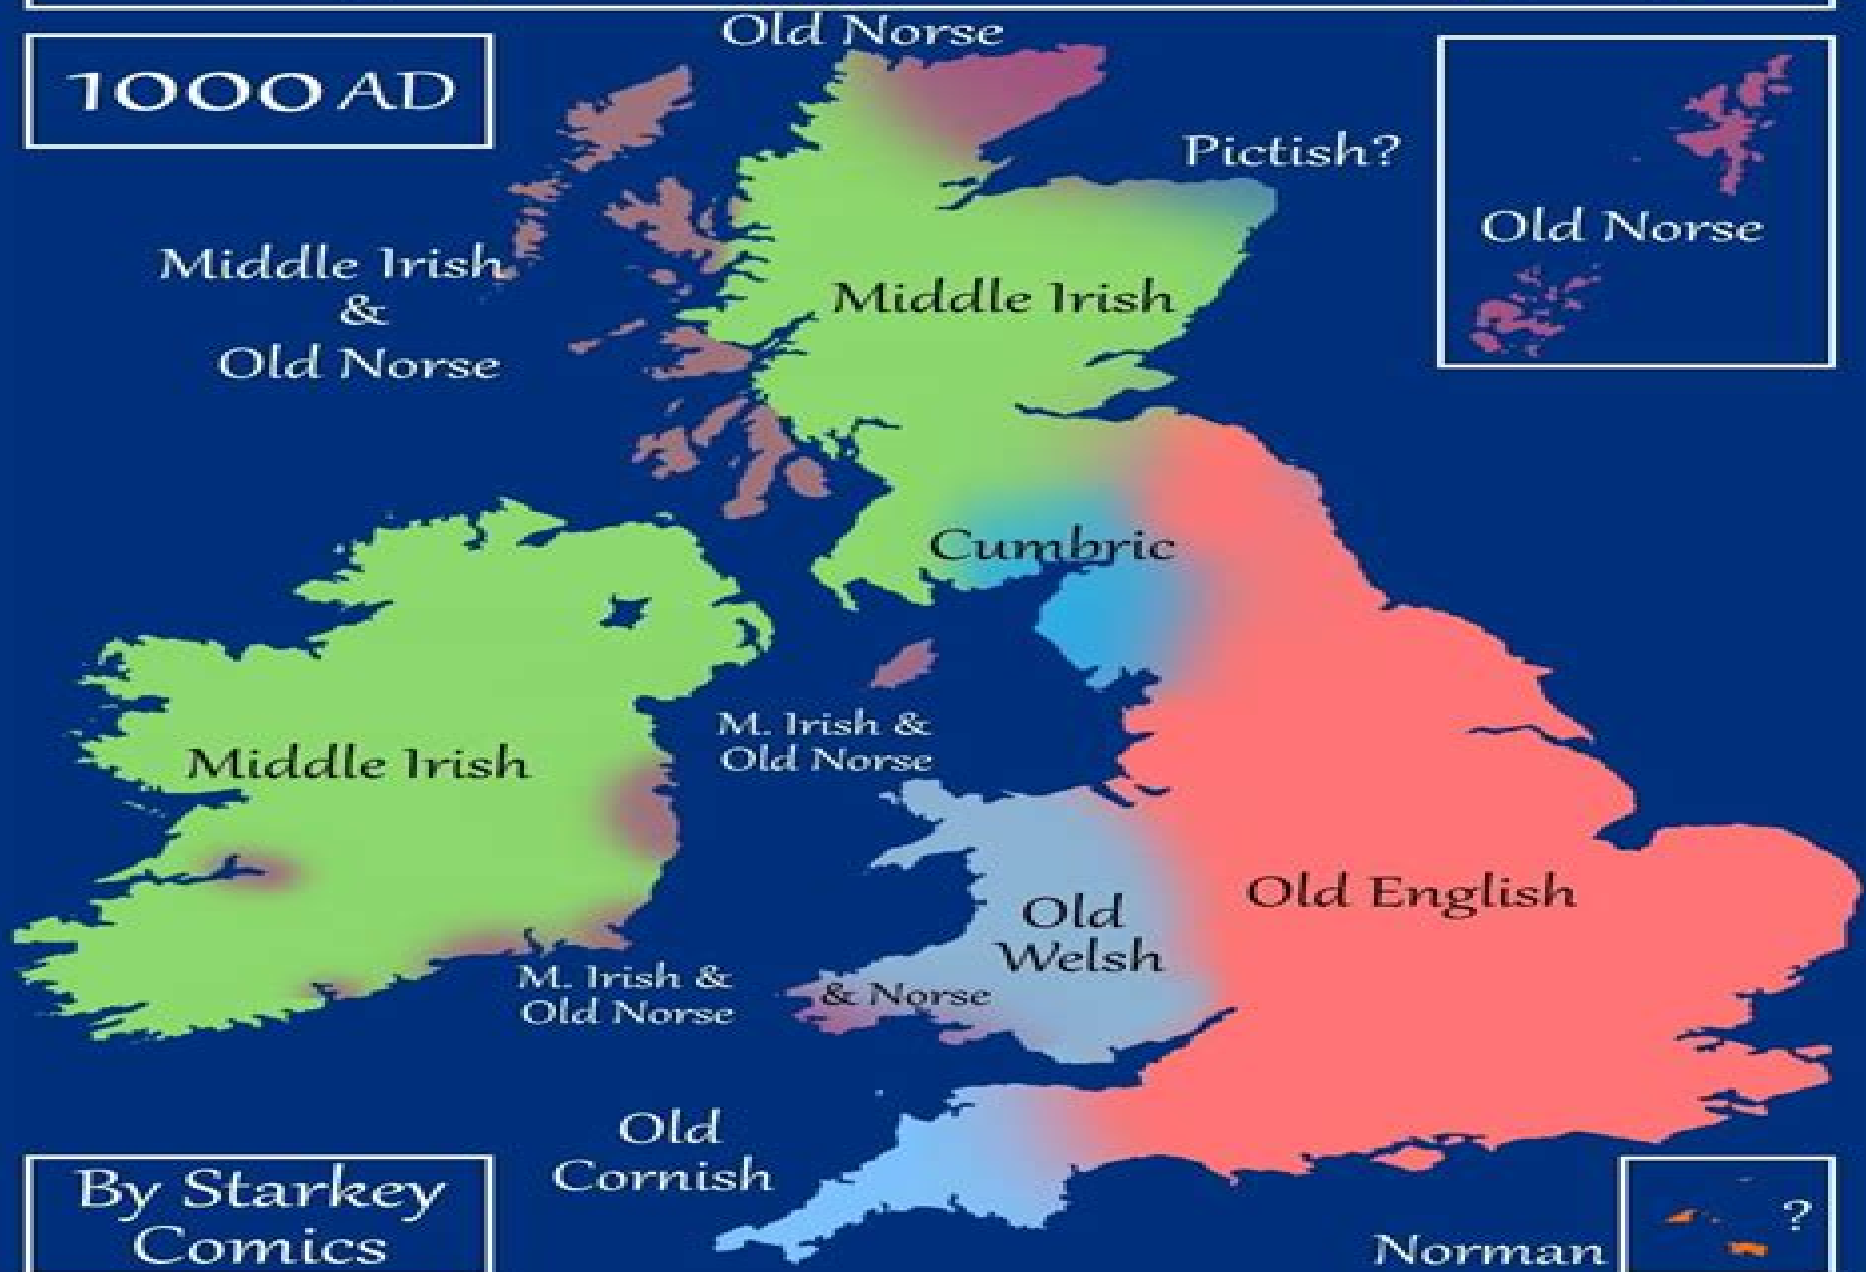 Old Norse
1000 AD
Pictish?
Old Norse
Middle Irish
&
Old Norse
Middle Irish
Cumbric
M. Irish &
Old Norse
Middle Irish
Old English
Old
Welsh
& Norse
M. Irish &
Old Norse
Old
Cornish
By Starkey
Comics
Norman
?